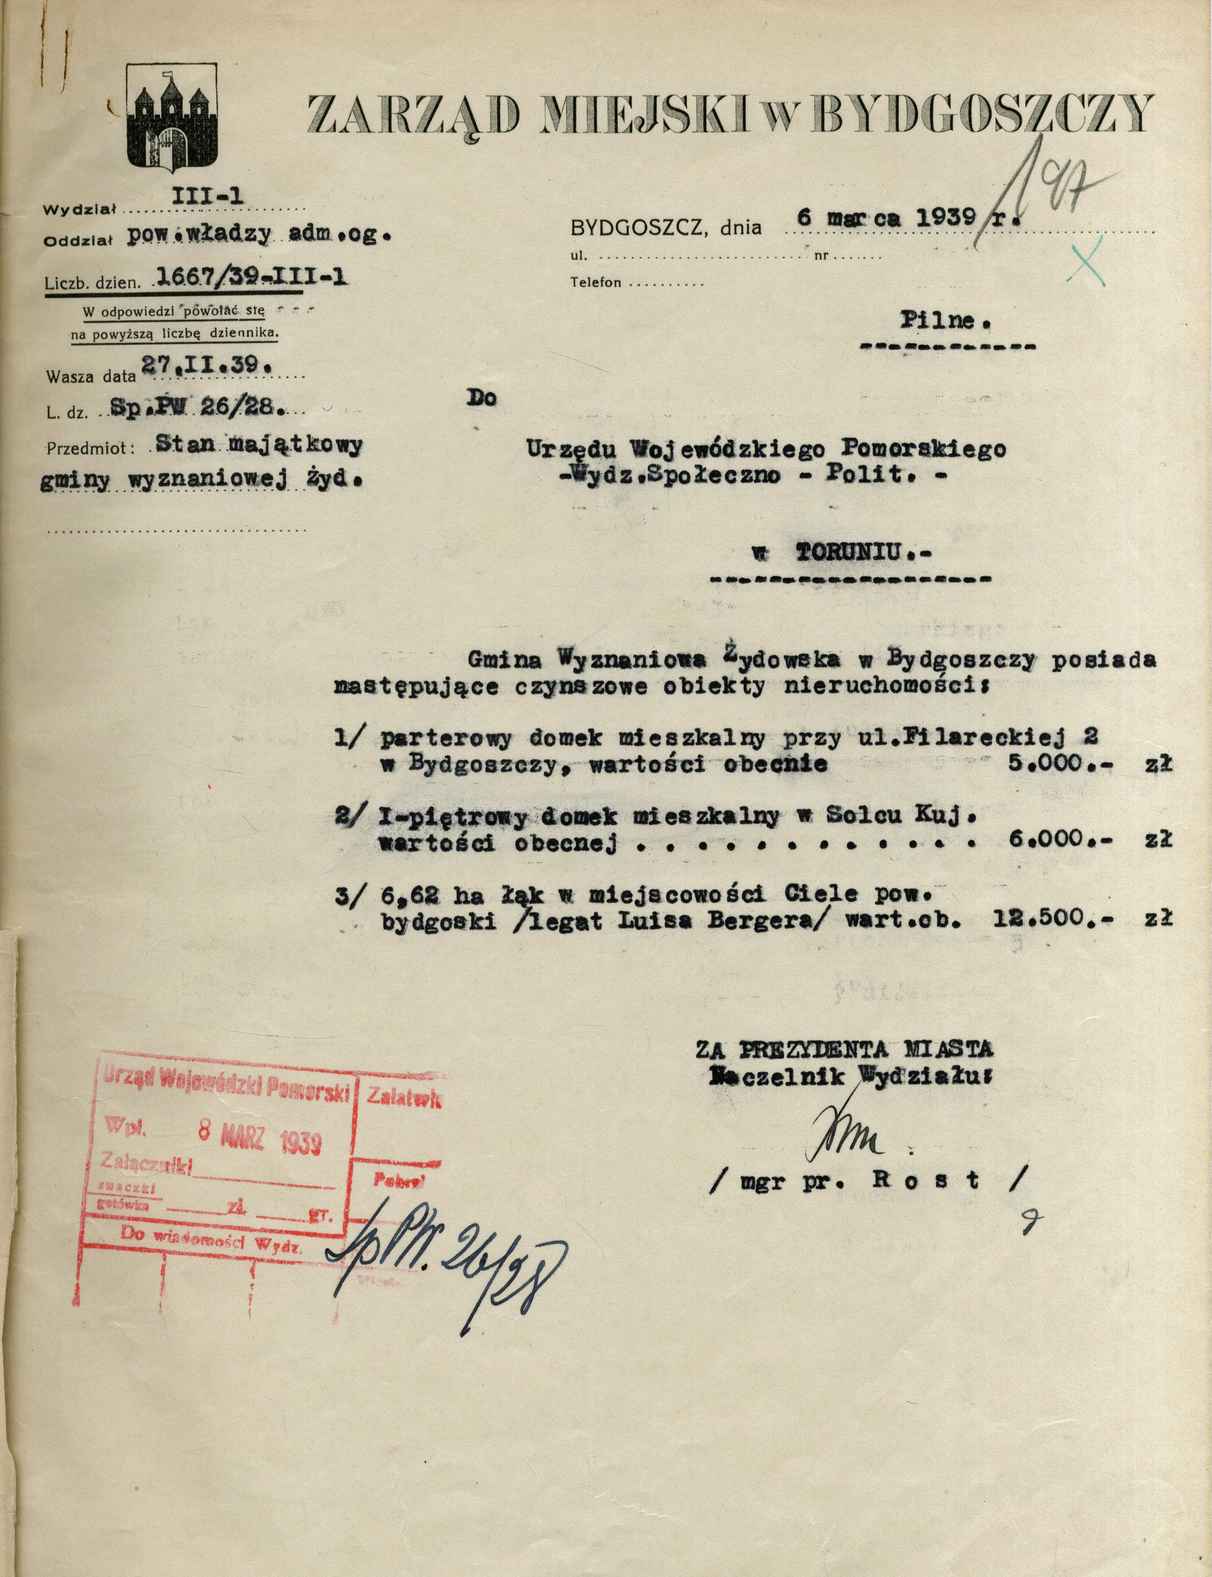 ZARZĄD MIEJSKI w BYDGOSZCZY
197
Wydział III-1
Oddział pow.władzy adm.og.
Liczb. dzien. 1667/39-III-1
W odpowiedzi powołać się
na powyższą liczbę dziennika.
Wasza data 27.II.39.
L. dz. Sp.PW 26/28.
Przedmiot: Stan majątkowy
gminy wyznaniowej żyd.
BYDGOSZCZ, dnia 6 marca 1939 r.
ul. nr
Telefon
Pilne.
Do
Urzędu Wojewódzkiego Pomorskiego
-Wydz.Społeczno - Polit. -
w TORUNIU.-
Gmina Wyznaniowa Żydowska w Bydgoszczy posiada
następujące czynszowe obiekty nieruchomości:
1/ parterowy domek mieszkalny przy ul.Filareckiej 2
w Bydgoszczy, wartości obecnie 5.000.- zł
2/ I-piętrowy domek mieszkalny w Solcu Kuj.
wartości obecnej . . . . . . . . . . . . 6.000.- zł
3/ 6,62 ha łąk w miejscowości Ciele pow.
bydgoski /legat Luisa Bergera/ wart.ob. 12.500.- zł
ZA PREZYDENTA MIASTA
Naczelnik Wydziału:
/ mgr pr. R o s t /
Urząd Wojewódzki Pomorski
Wpł. 8 MARZ 1939
Załączniki
znaczki
gotówka zł. gr.
Do wiadomości Wydz.
SpPW. 26/28